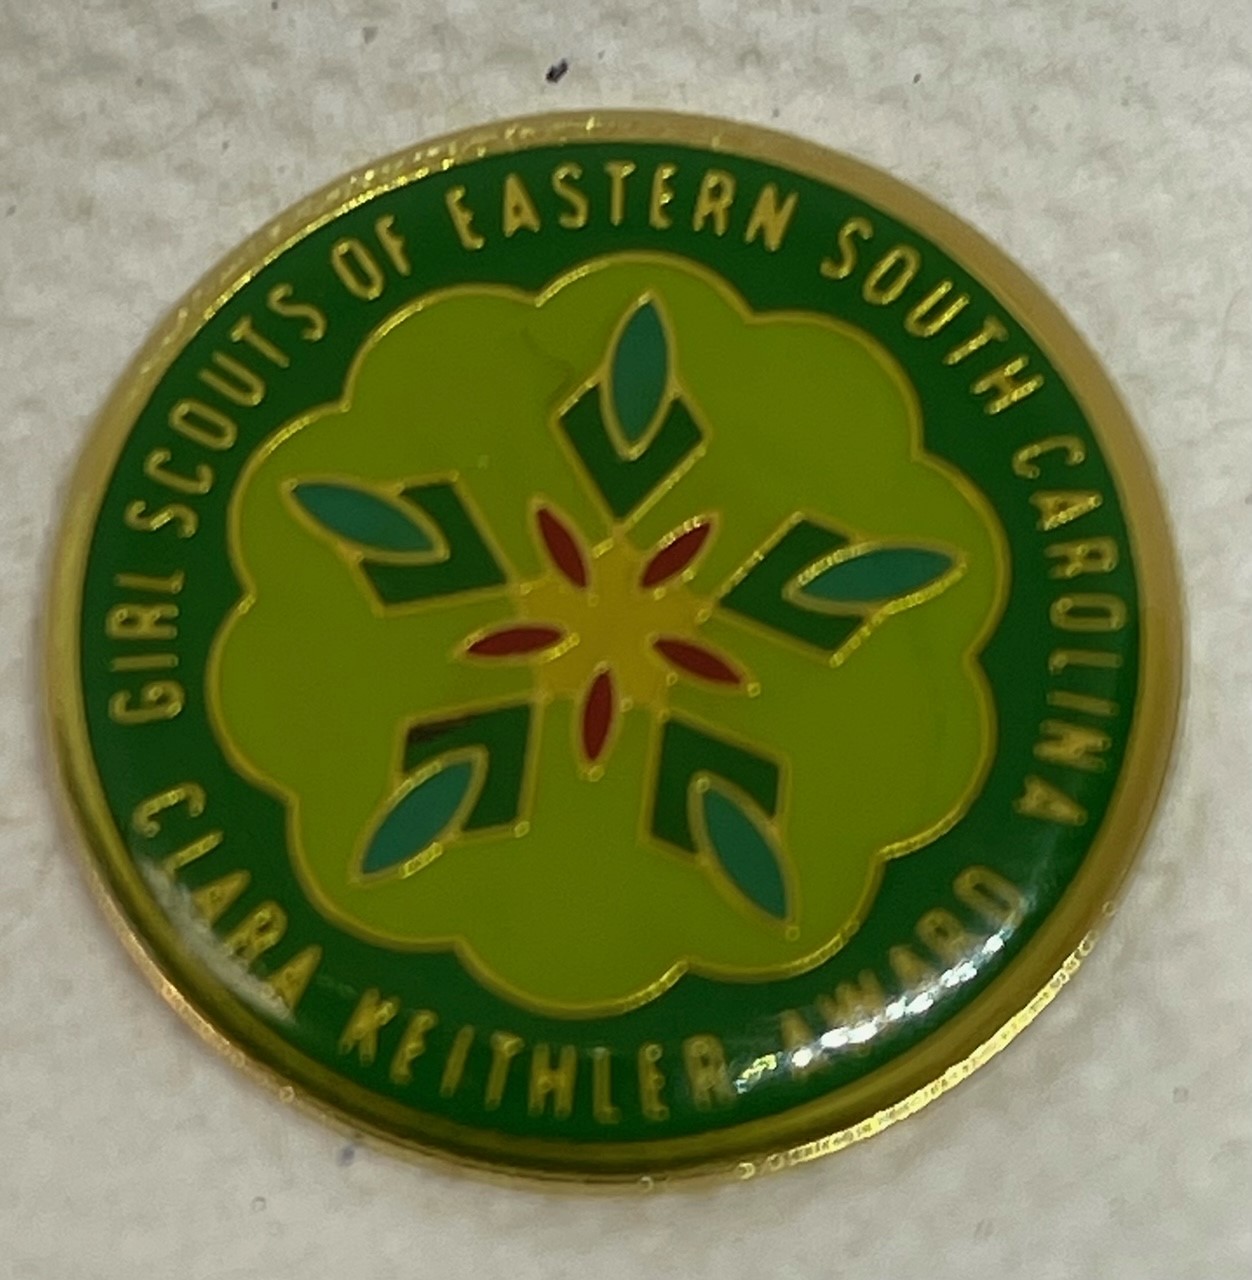 GIRL SCOUTS OF EASTERN SOUTH CAROLINA
CLARA KEITHLER AWARD